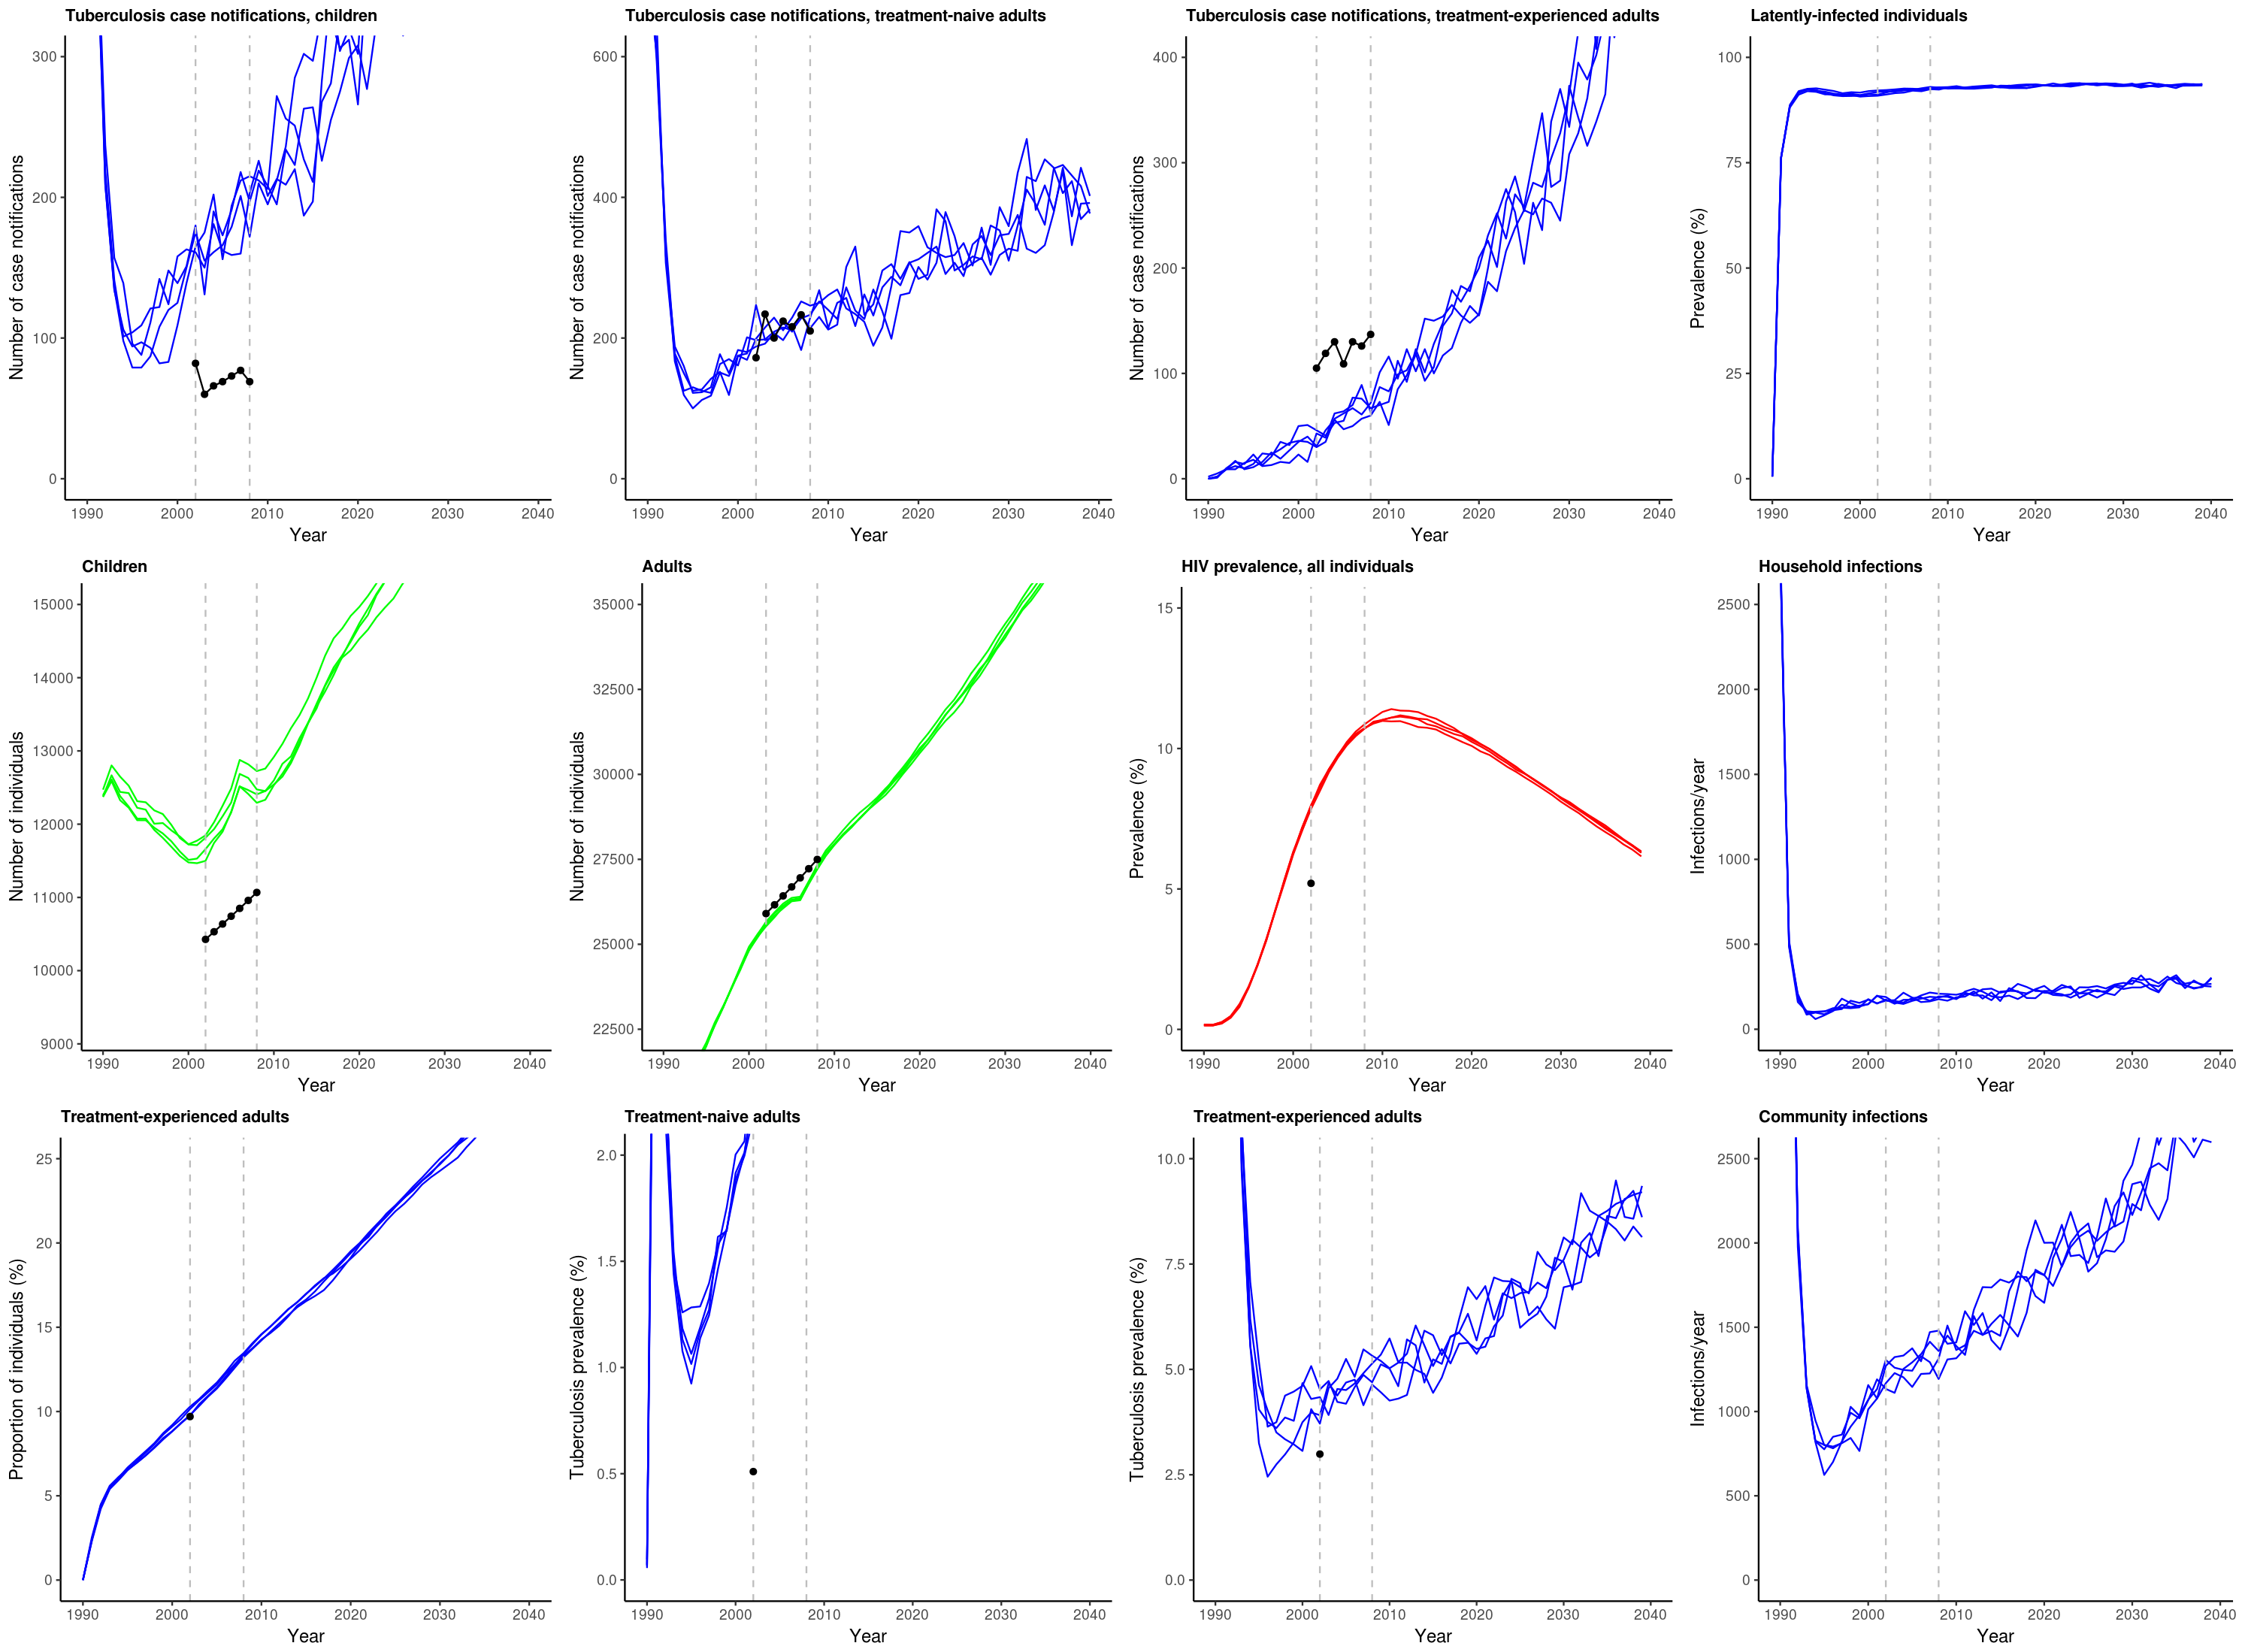 Tuberculosis case notifications, children
Number of case notifications
300
200
100
0
1990 2000 2010 2020 2030 2040
Year
Tuberculosis case notifications, treatment-naive adults
Number of case notifications
600
400
200
0
1990 2000 2010 2020 2030 2040
Year
Tuberculosis case notifications, treatment-experienced adults
Number of case notifications
400
300
200
100
0
1990 2000 2010 2020 2030 2040
Year
Latently-infected individuals
Prevalence (%)
100
75
50
25
0
1990 2000 2010 2020 2030 2040
Year
Children
Number of individuals
15000
14000
13000
12000
11000
10000
9000
1990 2000 2010 2020 2030 2040
Year
Adults
Number of individuals
35000
32500
30000
27500
25000
22500
1990 2000 2010 2020 2030 2040
Year
HIV prevalence, all individuals
Prevalence (%)
15
10
5
0
1990 2000 2010 2020 2030 2040
Year
Household infections
Infections/year
2500
2000
1500
1000
500
0
1990 2000 2010 2020 2030 2040
Year
Treatment-experienced adults
Proportion of individuals (%)
25
20
15
10
5
0
1990 2000 2010 2020 2030 2040
Year
Treatment-naive adults
Tuberculosis prevalence (%)
2.0
1.5
1.0
0.5
0.0
1990 2000 2010 2020 2030 2040
Year
Treatment-experienced adults
Tuberculosis prevalence (%)
10.0
7.5
5.0
2.5
0.0
1990 2000 2010 2020 2030 2040
Year
Community infections
Infections/year
2500
2000
1500
1000
500
0
1990 2000 2010 2020 2030 2040
Year